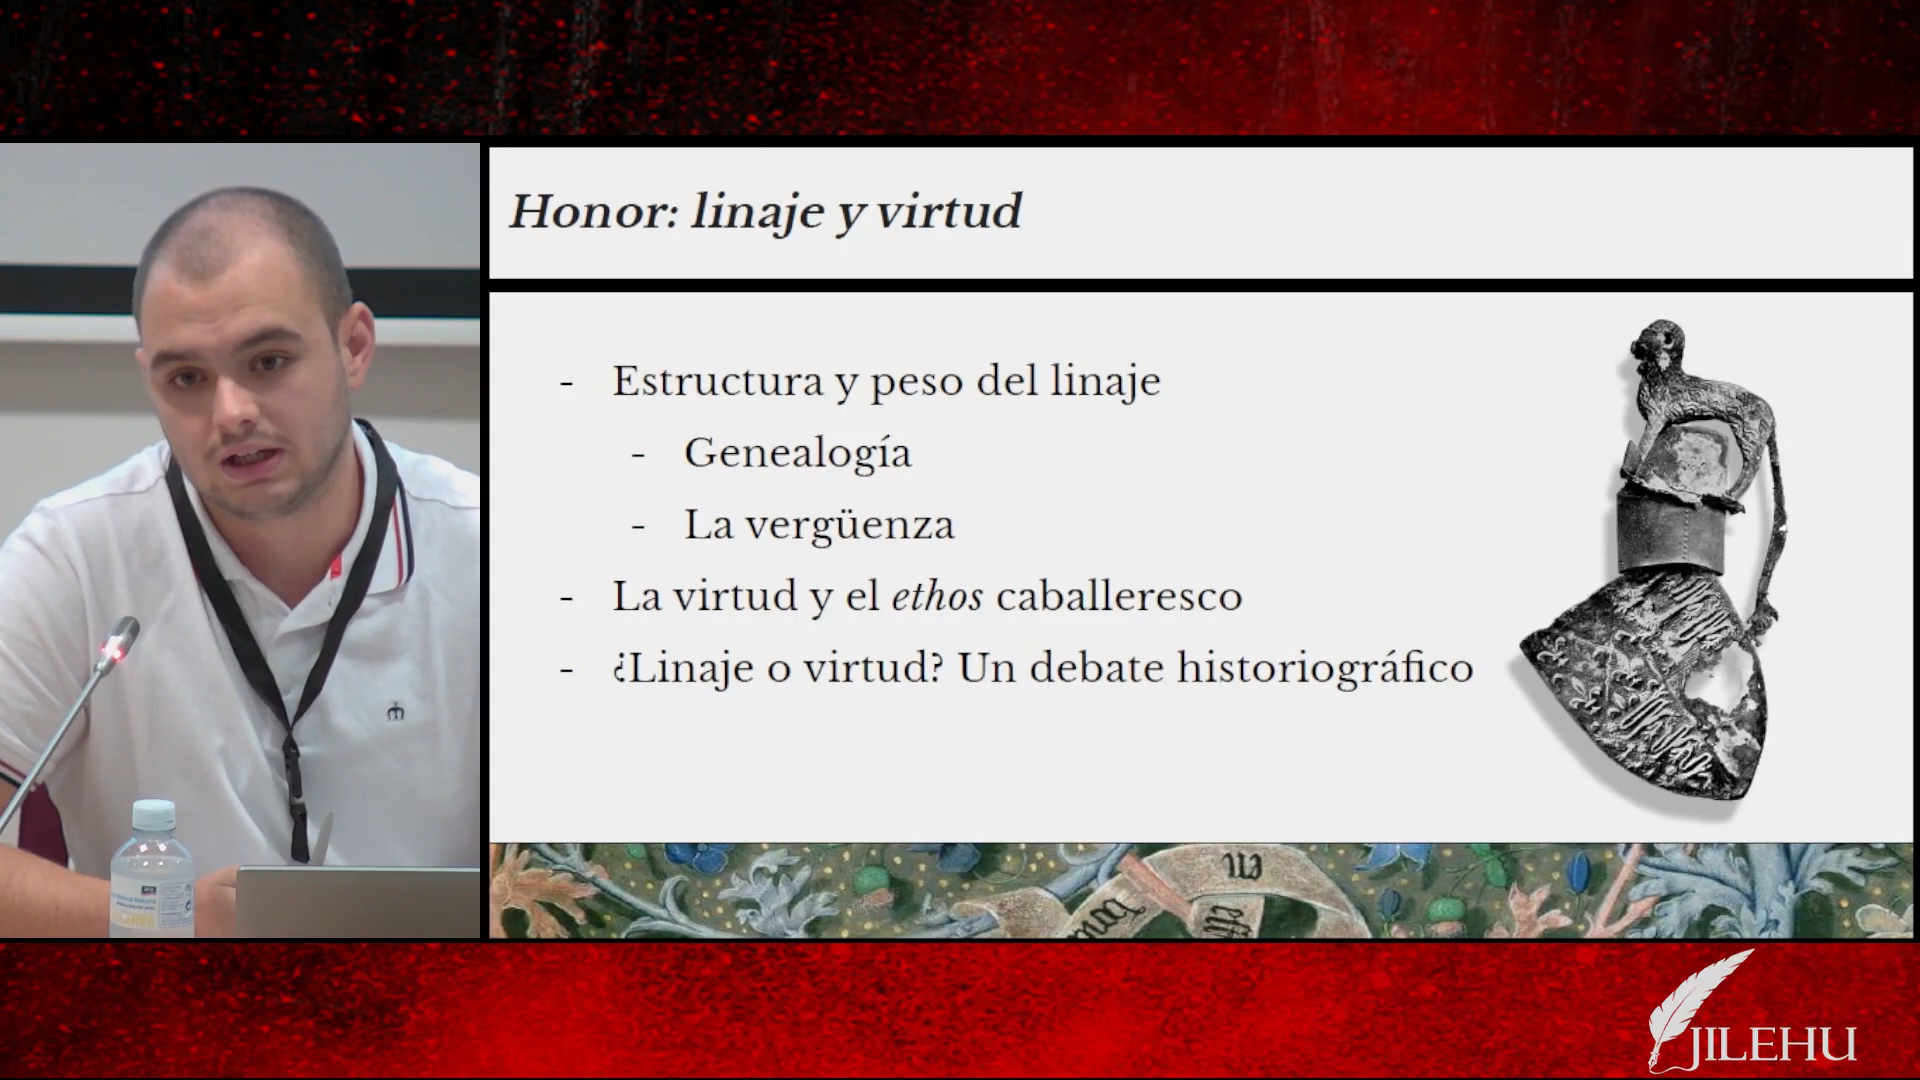 Honor: linaje y virtud
- Estructura y peso del linaje
- Genealogía
- La vergüenza
- La virtud y el ethos caballeresco
- ¿Linaje o virtud? Un debate historiográfico
en
JILEHU